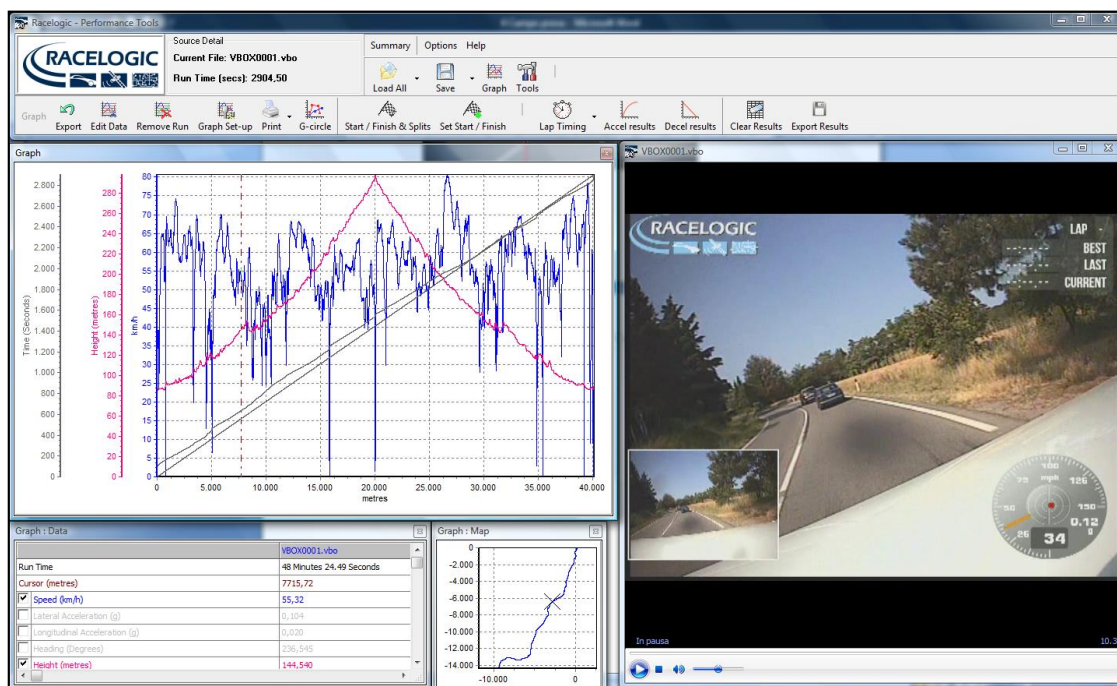 Racelogic - Performance Tools
RACELOGIC
Source Detail
Current File: VBOX0001.vbo
Run Time (secs): 2904,50
Summary Options Help
Load All Save Graph Tools
Graph Export Edit Data Remove Run Graph Set-up Print G-circle Start / Finish & Splits Set Start / Finish Lap Timing Accel results Decel results Clear Results Export Results
Graph
2.800
2.600
2.400
2.200
2.000
1.800
1.600
1.400
1.200
1.000
800
600
400
200
0
Time (Seconds)
280
260
240
220
200
180
160
140
120
100
80
60
40
20
0
Height (metres)
80
75
70
65
60
55
50
45
40
35
30
25
20
15
10
5
0
km/h
0 5.000 10.000 15.000 20.000 25.000 30.000 35.000 40.000
metres
VBOX0001.vbo
RACELOGIC
LAP -
BEST
LAST
CURRENT
mph
100
126
150
75
50
26
0.12
g
34
In pausa
10.3
Graph : Data
VBOX0001.vbo
Run Time 48 Minutes 24.49 Seconds
Cursor (metres) 7715,72
Speed (km/h) 55,32
Lateral Acceleration (g) 0,104
Longitudinal Acceleration (g) 0,020
Heading (Degrees) 236,545
Height (metres) 144,540
Graph : Map
0
-2.000
-4.000
-6.000
-8.000
-10.000
-12.000
-14.000
-10.000 0